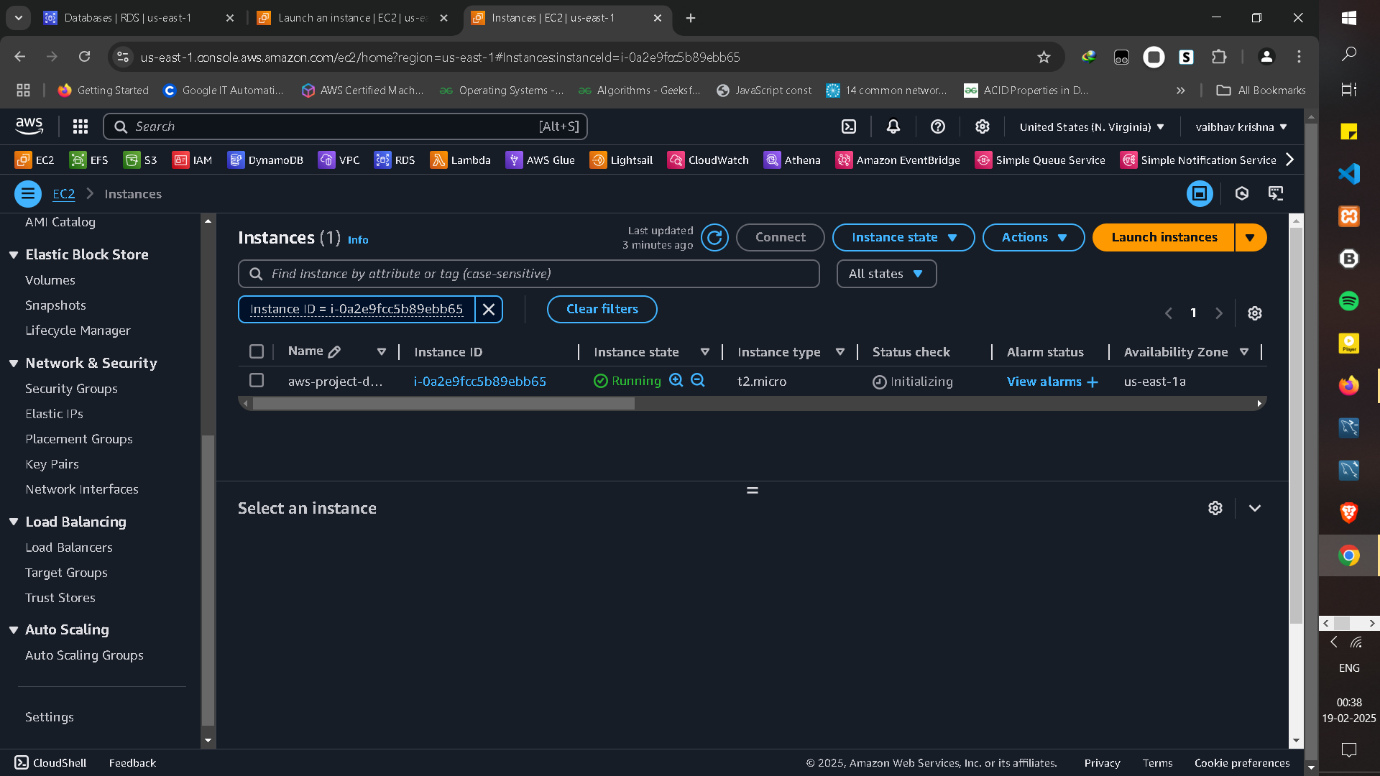 Databases | RDS | us-east-1
Launch an instance | EC2 | us-e
Instances | EC2 | us-east-1
us-east-1.console.aws.amazon.com/ec2/home?region=us-east-1#Instances:instanceId=i-0a2e9fcc5b89ebb65
Getting Started
Google IT Automati...
AWS Certified Mach...
Operating Systems -...
Algorithms - Geeksf...
JavaScript const
14 common networ...
ACID Properties in D...
All Bookmarks
aws
Search
[Alt+S]
United States (N. Virginia)
vaibhav krishna
EC2
EFS
S3
IAM
DynamoDB
VPC
RDS
Lambda
AWS Glue
Lightsail
CloudWatch
Athena
Amazon EventBridge
Simple Queue Service
Simple Notification Service
EC2
Instances
AMI Catalog
Elastic Block Store
Volumes
Snapshots
Lifecycle Manager
Network & Security
Security Groups
Elastic IPs
Placement Groups
Key Pairs
Network Interfaces
Load Balancing
Load Balancers
Target Groups
Trust Stores
Auto Scaling
Auto Scaling Groups
Settings
Instances (1) Info
Last updated
3 minutes ago
Connect
Instance state
Actions
Launch instances
Find Instance by attribute or tag (case-sensitive)
All states
Instance ID = i-0a2e9fcc5b89ebb65
Clear filters
1
Name
Instance ID
Instance state
Instance type
Status check
Alarm status
Availability Zone
aws-project-d...
i-0a2e9fcc5b89ebb65
Running
t2.micro
Initializing
View alarms +
us-east-1a
Select an instance
CloudShell
Feedback
© 2025, Amazon Web Services, Inc. or its affiliates.
Privacy
Terms
Cookie preferences
ENG
00:38
19-02-2025